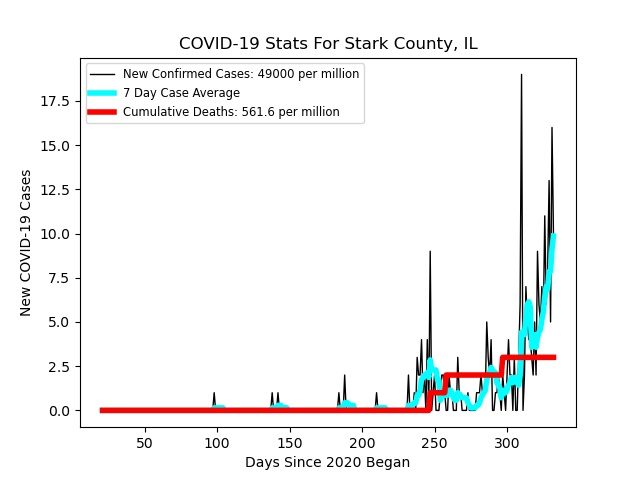 COVID-19 Stats For Stark County, IL
New Confirmed Cases: 49000 per million
7 Day Case Average
Cumulative Deaths: 561.6 per million
New COVID-19 Cases
17.5
15.0
12.5
10.0
7.5
5.0
2.5
0.0
50 100 150 200 250 300
Days Since 2020 Began